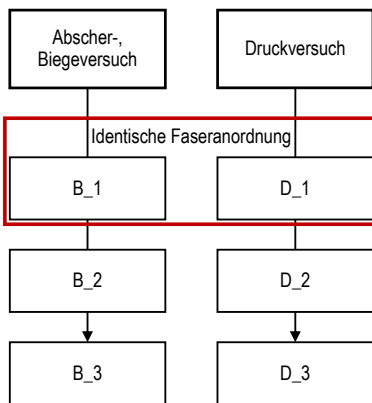 Abscher-,
Biegeversuch
Druckversuch
Identische Faseranordnung
B_1
D_1
B_2
D_2
B_3
D_3